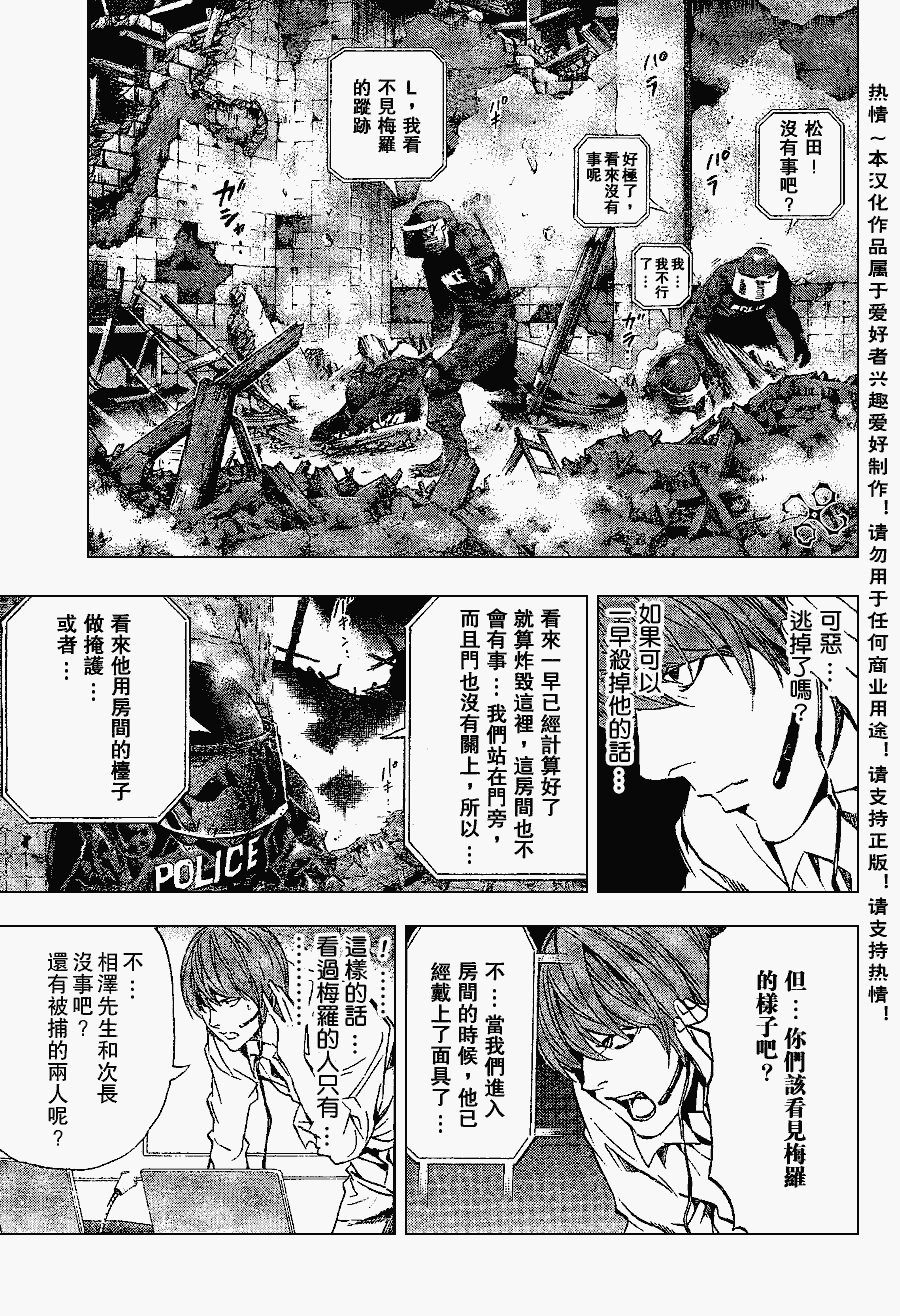 松田！
沒有事吧？
好極了，
看來沒有
事呢
我…
我不行
了…
L，我看
不見梅羅
的蹤跡
パラ
パラ
パラ
ガシャ…
ガラ…
可惡…
逃掉了嗎？
如果可以
一早殺掉他的話…
看來一早已經計算好了
就算炸毀這裡，這房間也不
會有事…我們站在門旁，
而且門也沒有關上，所以…
看來他用房間的檯子
做掩護…
或者…
POLICE
POLICE
但…你們該看見梅羅
的樣子吧？
不…當我們進入
房間的時候，他已
經戴上了面具了…
！………
這樣的話…
看過梅羅的人只有…
不…
相澤先生和次長
沒事吧？
還有被捕的兩人呢？
热情～本汉化作品属于爱好者兴趣爱好制作！请勿用于任何商业用途！请支持正版！请支持热情！